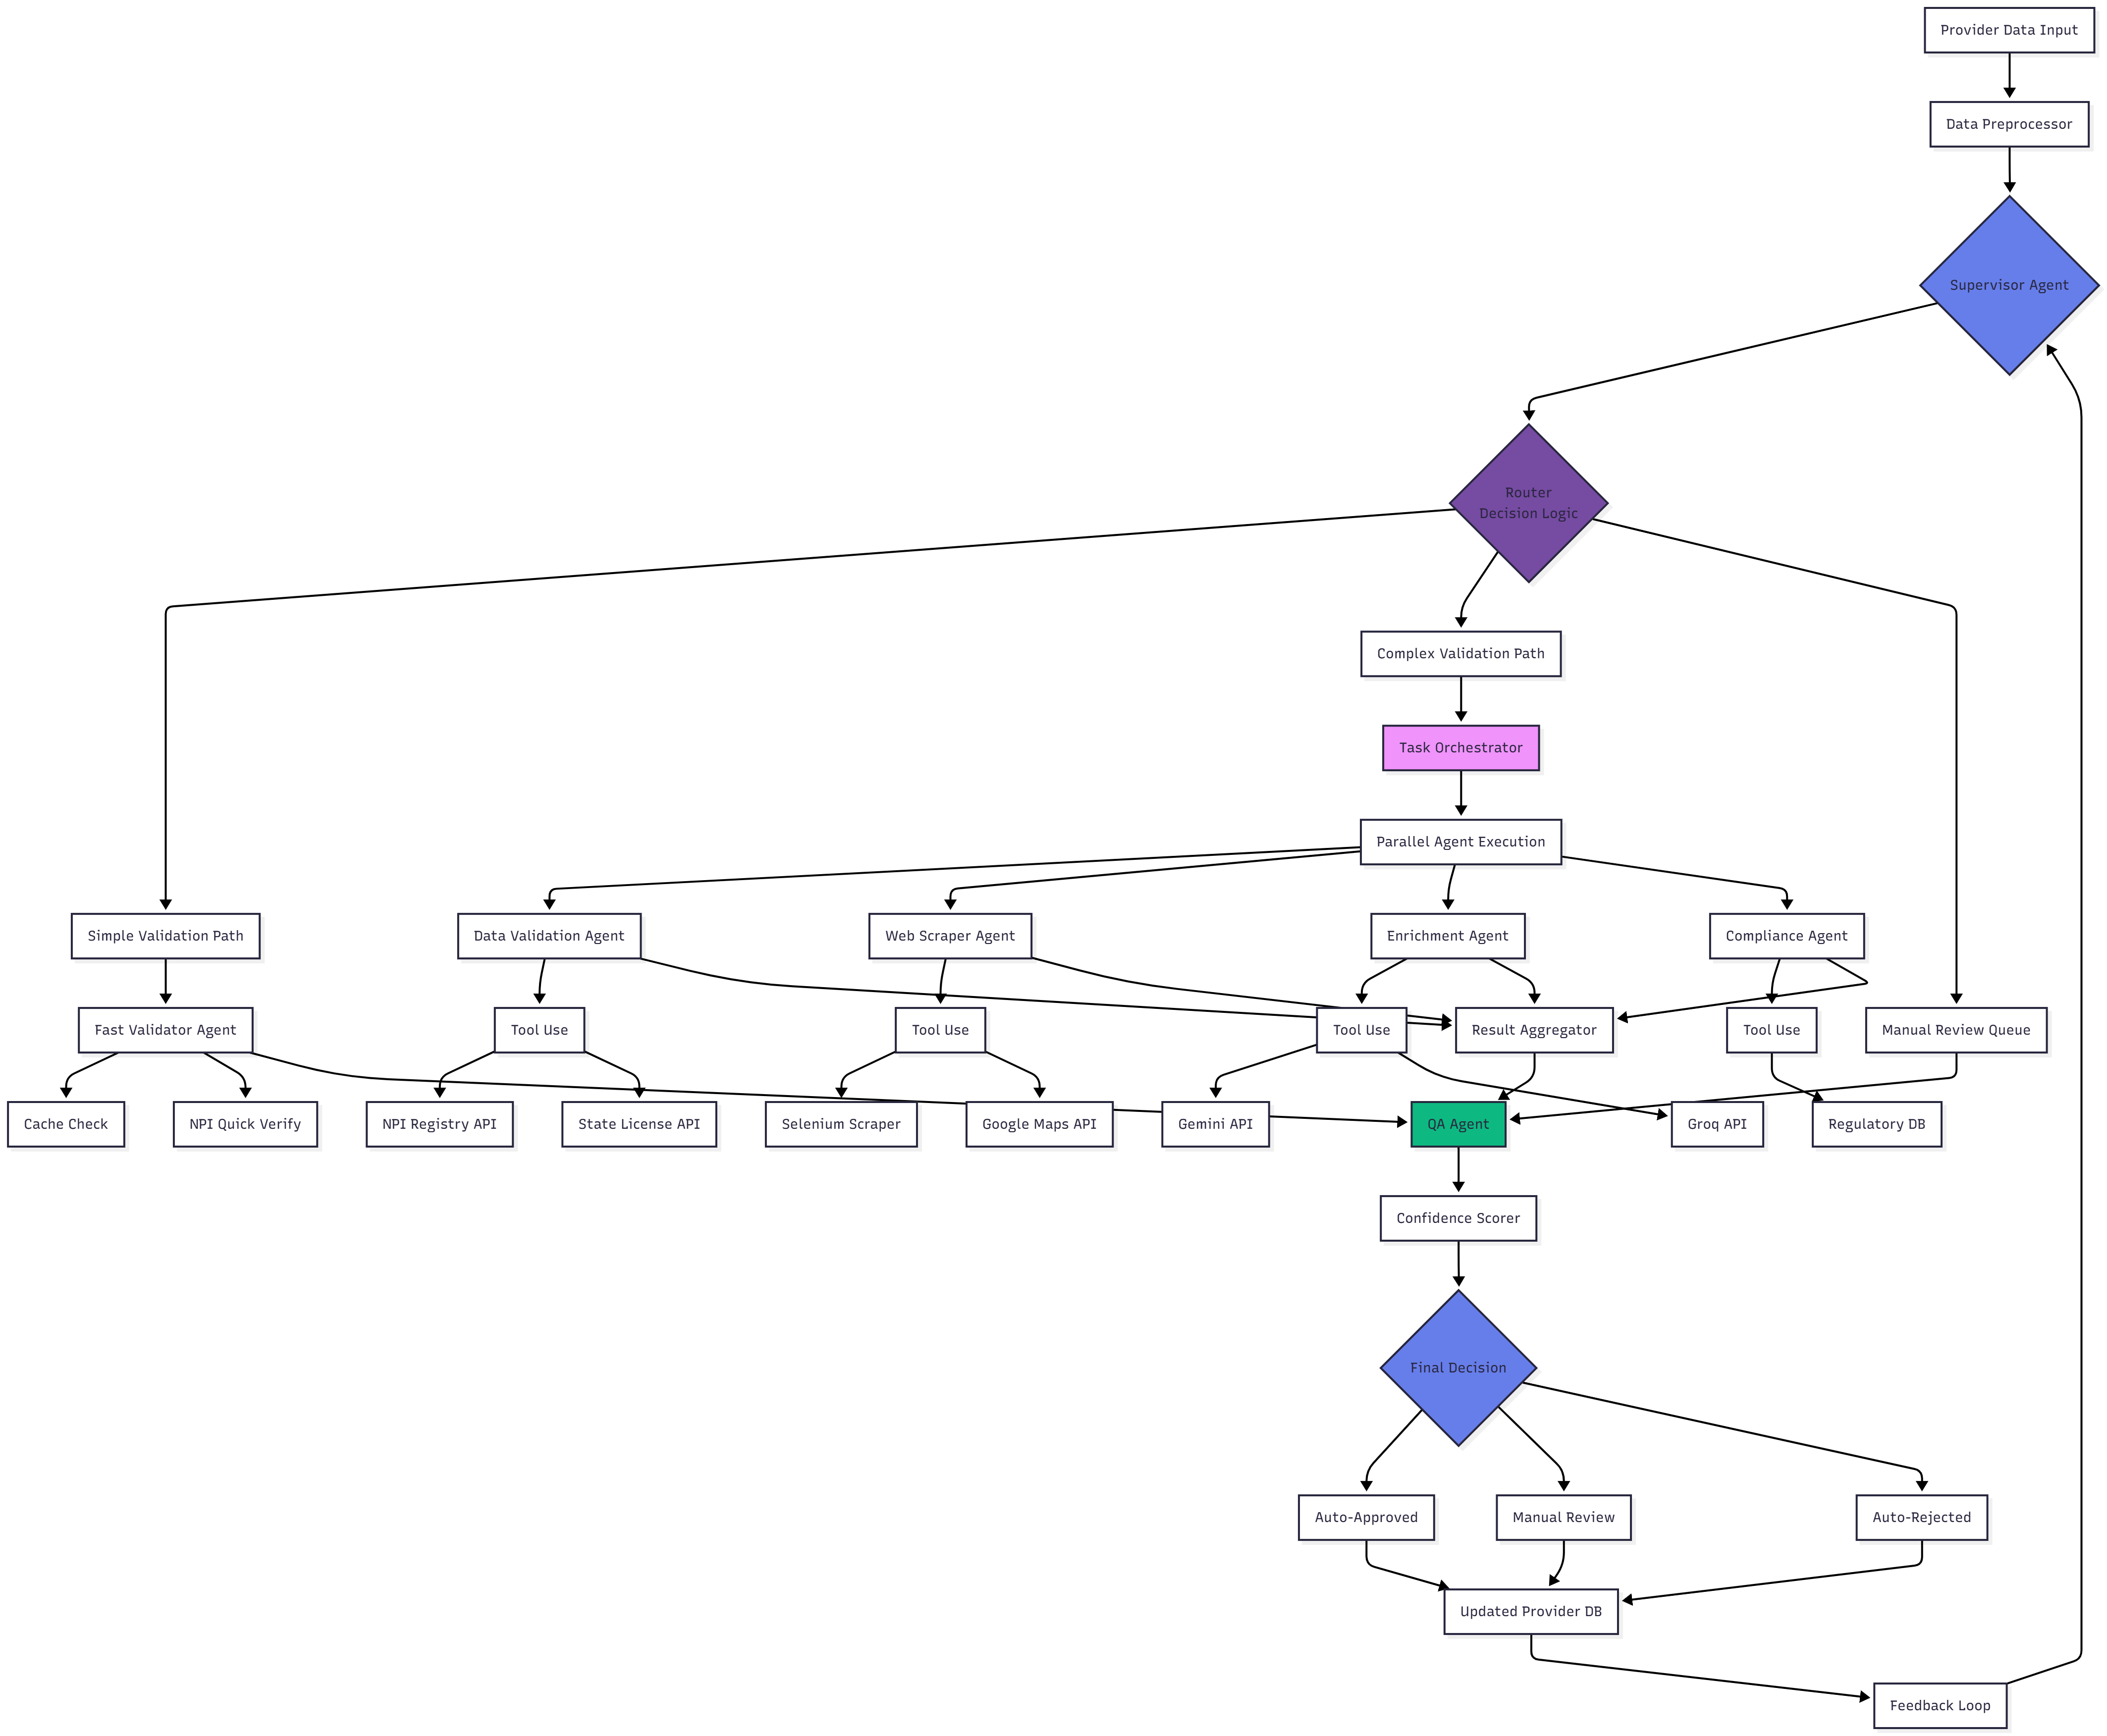 Provider Data Input
Data Preprocessor
Supervisor Agent
Router
Decision Logic
Complex Validation Path
Task Orchestrator
Parallel Agent Execution
Simple Validation Path
Data Validation Agent
Web Scraper Agent
Enrichment Agent
Compliance Agent
Fast Validator Agent
Tool Use
Tool Use
Tool Use
Result Aggregator
Tool Use
Manual Review Queue
Cache Check
NPI Quick Verify
NPI Registry API
State License API
Selenium Scraper
Google Maps API
Gemini API
QA Agent
Groq API
Regulatory DB
Confidence Scorer
Final Decision
Auto-Approved
Manual Review
Auto-Rejected
Updated Provider DB
Feedback Loop